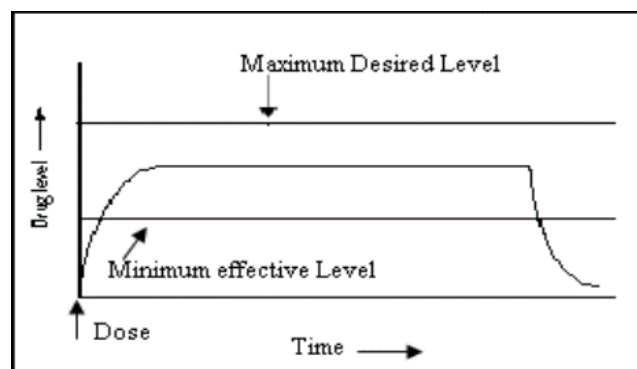 Maximum Desired Level
Drug level
Minimum effective Level
Dose
Time